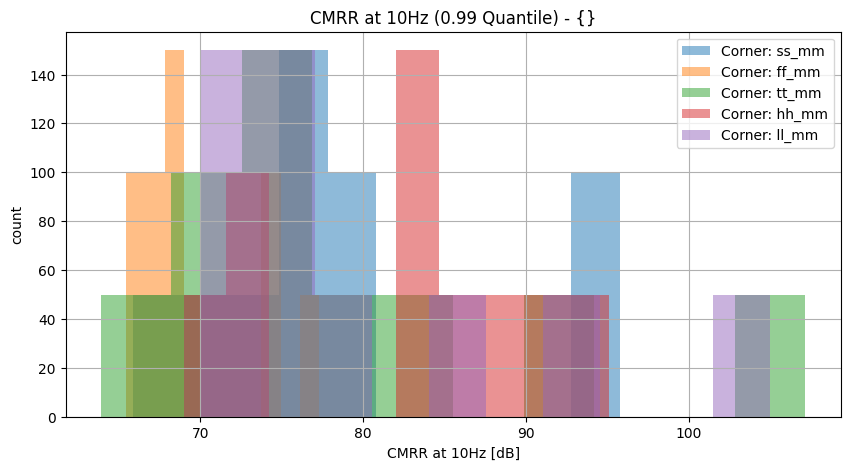 CMRR at 10Hz (0.99 Quantile) - {}
Corner: ss_mm
Corner: ff_mm
Corner: tt_mm
Corner: hh_mm
Corner: ll_mm
count
140
120
100
80
60
40
20
0
70 80 90 100
CMRR at 10Hz [dB]